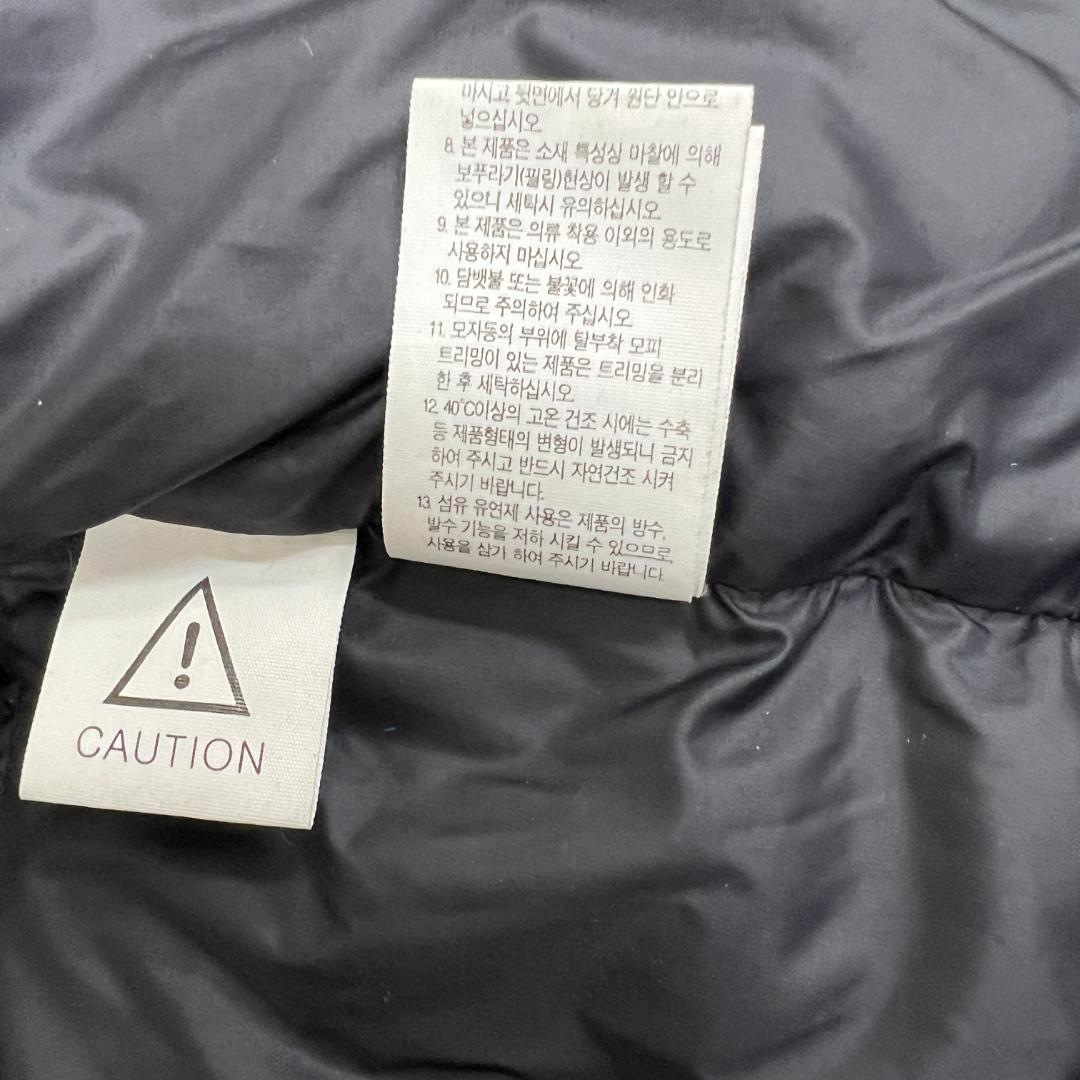 마시고, 뒷면에서 당겨 원단 안으로
넣으십시오
8. 본 제품은 소재 특성상 마찰에 의해
보푸라기(필링)현상이 발생 할 수
있으니 세탁시 유의하십시오
9. 본 제품은 의류 착용 이외의 용도로
사용하지 마십시오
10. 담뱃불 또는 불꽃에 의해 인화
되므로 주의하여 주십시오
11. 모자등의 부위에 탈부착 모피
트리밍이 있는 제품은 트리밍을 분리
한 후 세탁하십시오
12. 40℃이상의 고온 건조 시에는 수축
등 제품형태의 변형이 발생되니 금지
하여 주시고 반드시 자연건조 시켜
주시기 바랍니다.
13. 섬유 유연제 사용은 제품의 방수,
발수 기능을 저하 시킬 수 있으므로,
사용을 삼가 하여 주시기 바랍니다.
CAUTION